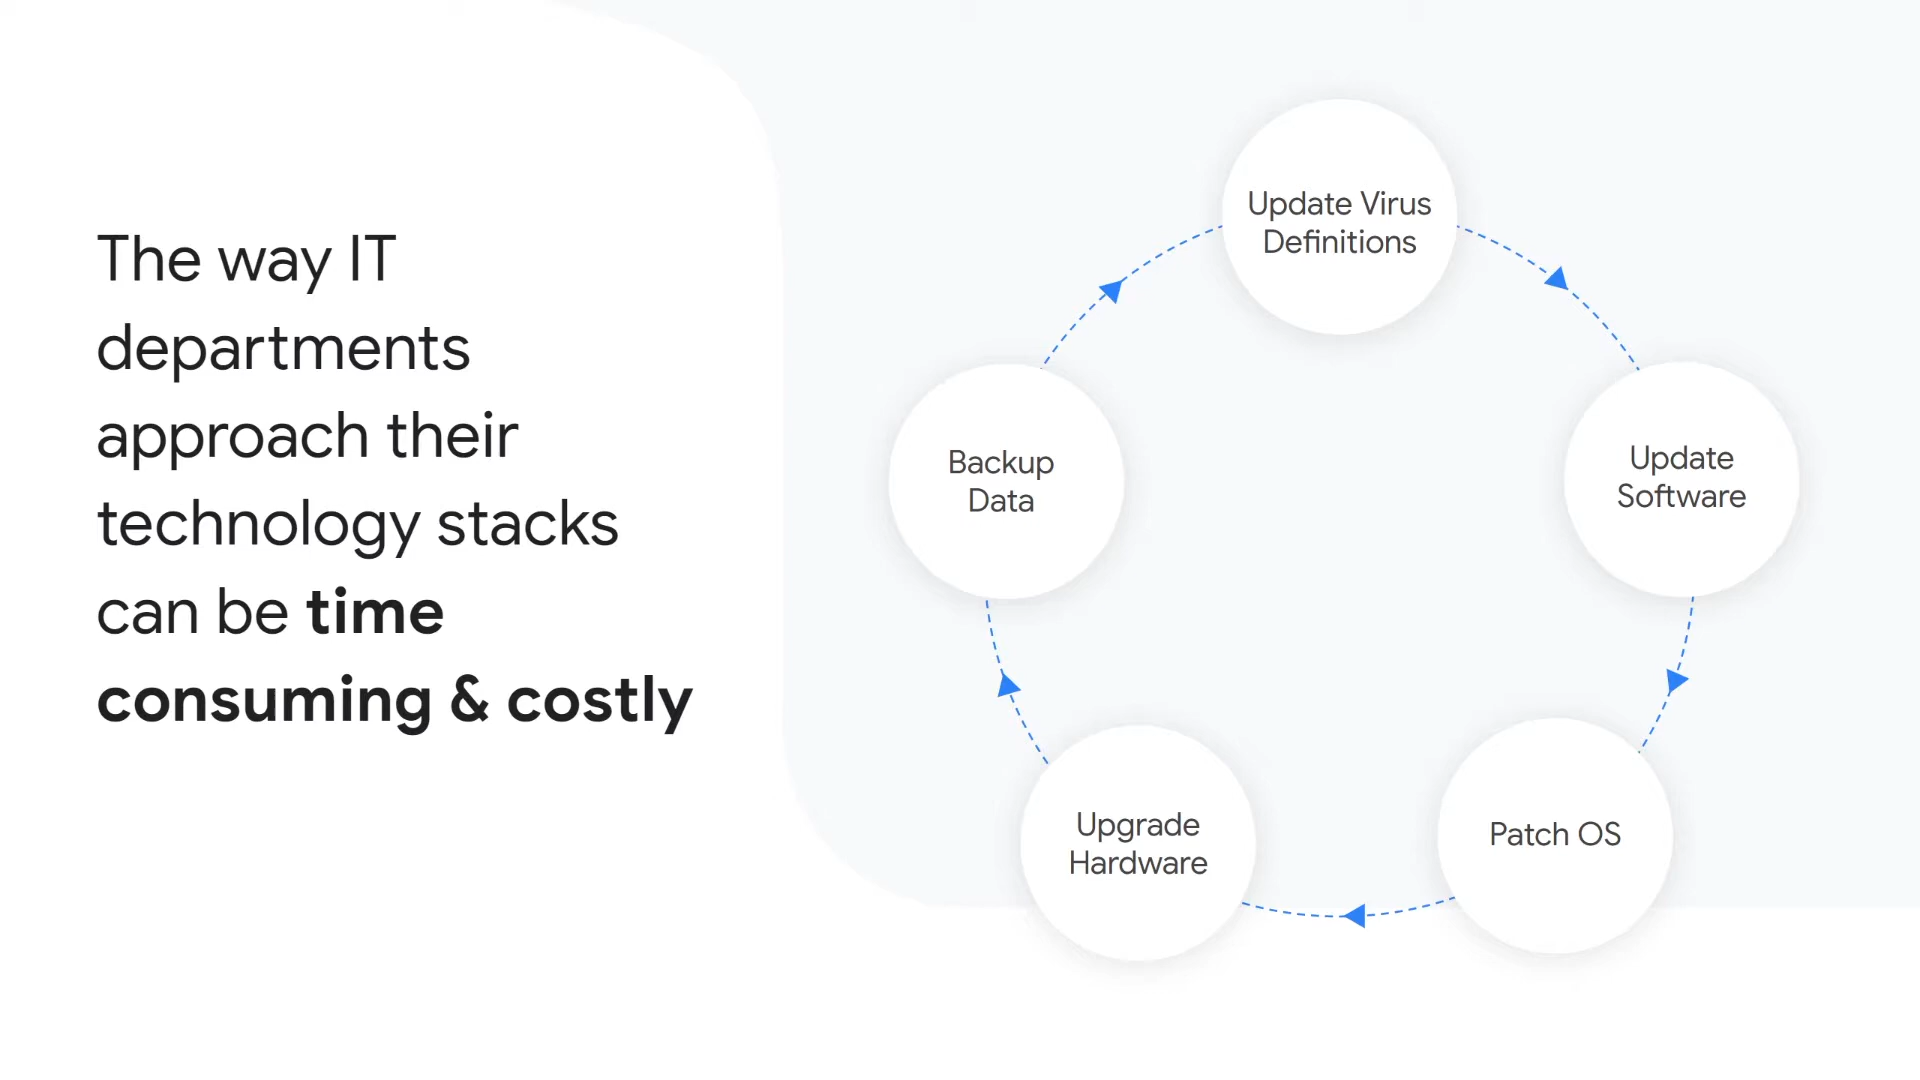 The way IT
departments
approach their
technology stacks
can be time
consuming & costly
Update Virus
Definitions
Update
Software
Patch OS
Upgrade
Hardware
Backup
Data